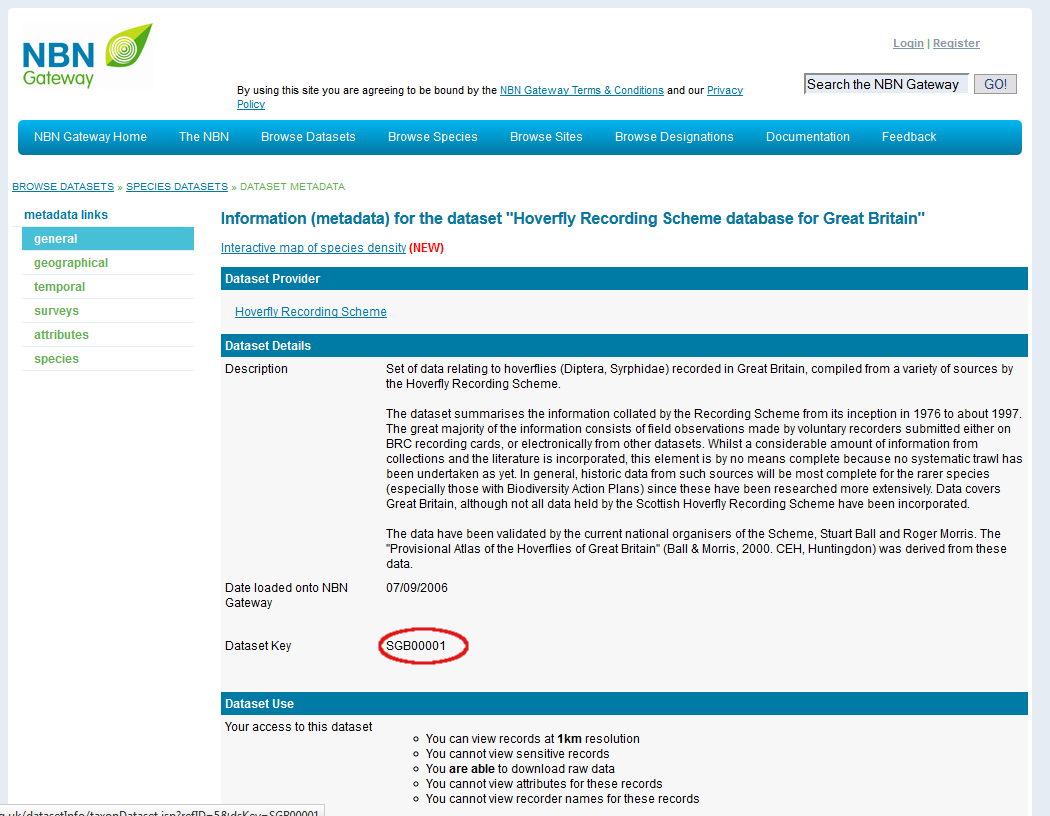 NBN
Gateway
Login | Register
Search the NBN Gateway GO!
By using this site you are agreeing to be bound by the NBN Gateway Terms & Conditions and our Privacy
Policy
NBN Gateway Home The NBN Browse Datasets Browse Species Browse Sites Browse Designations Documentation Feedback
BROWSE DATASETS » SPECIES DATASETS » DATASET METADATA
metadata links
general
geographical
temporal
surveys
attributes
species
Information (metadata) for the dataset "Hoverfly Recording Scheme database for Great Britain"
Interactive map of species density (NEW)
Dataset Provider
Hoverfly Recording Scheme
Dataset Details
Description
Set of data relating to hoverflies (Diptera, Syrphidae) recorded in Great Britain, compiled from a variety of sources by
the Hoverfly Recording Scheme.
The dataset summarises the information collated by the Recording Scheme from its inception in 1976 to about 1997.
The great majority of the information consists of field observations made by voluntary recorders submitted either on
BRC recording cards, or electronically from other datasets. Whilst a considerable amount of information from
collections and the literature is incorporated, this element is by no means complete because no systematic trawl has
been undertaken as yet. In general, historic data from such sources will be most complete for the rarer species
(especially those with Biodiversity Action Plans) since these have been researched more extensively. Data covers
Great Britain, although not all data held by the Scottish Hoverfly Recording Scheme have been incorporated.
The data have been validated by the current national organisers of the Scheme, Stuart Ball and Roger Morris. The
"Provisional Atlas of the Hoverflies of Great Britain" (Ball & Morris, 2000. CEH, Huntingdon) was derived from these
data.
Date loaded onto NBN
Gateway
07/09/2006
Dataset Key
SGB00001
Dataset Use
Your access to this dataset
You can view records at 1km resolution
You cannot view sensitive records
You are able to download raw data
You cannot view attributes for these records
You cannot view recorder names for these records